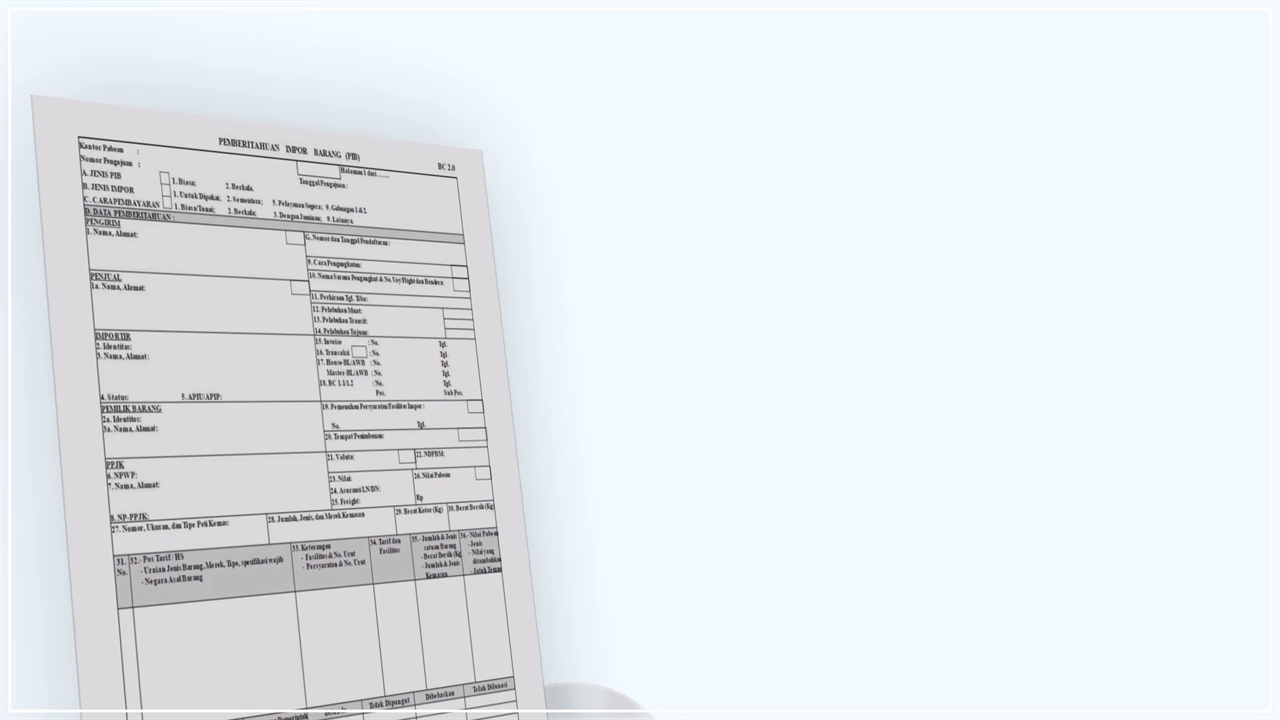 PEMBERITAHUAN IMPOR BARANG (PIB)
BC 2.0
Kantor Pabean :
Nomor Pengajuan :
Halaman 1 dari......
Tanggal Pengajuan :
A. JENIS PIB
1. Biasa; 2. Berkala.
B. JENIS IMPOR
1. Untuk Dipakai; 2. Sementara; 5. Pelayanan Segera; 9. Gabungan 1 & 2.
C. CARA PEMBAYARAN
1. Biasa/Tunai; 2. Berkala; 3. Dengan Jaminan; 9. Lainnya.
D. DATA PEMBERITAHUAN :
PENGIRIM
1. Nama, Alamat:
PENJUAL
1a. Nama, Alamat:
IMPORTIR
2. Identitas:
3. Nama, Alamat :
4. Status: 5. APIU/APIP:
PEMILIK BARANG
2a. Identitas:
3a. Nama, Alamat:
PPJK
6. NPWP:
7. Nama, Alamat:
8. NP-PPJK:
G. Nomor dan Tanggal Pendaftaran :
9. Cara Pengangkutan:
10. Nama Sarana Pengangkut & No.Voy/Flight dan Bendera:
11. Perkiraan Tgl. Tiba:
12. Pelabuhan Muat:
13. Pelabuhan Transit:
14. Pelabuhan Tujuan:
15. Invoice : No. Tgl.
16. Transaksi : No. Tgl.
17. House-BL/AWB : No. Tgl.
Master-BL/AWB : No. Tgl.
18. BC 1.1/1.2 : No. Tgl.
Pos. Sub Pos.
19. Pemenuhan Persyaratan/Fasilitas Impor :
No. Tgl.
20. Tempat Penimbunan:
21. Valuta: 22. NDPBM:
23. Nilai:
24. Asuransi LN/DN:
25. Freight:
26. Nilai Pabean
Rp
27. Nomor, Ukuran, dan Tipe Peti Kemas:
28. Jumlah, Jenis, dan Merek Kemasan
29. Berat Kotor (Kg)
30. Berat Bersih (Kg)
31.
No.
32. - Pos Tarif / HS
- Uraian Jenis Barang, Merek, Tipe, spesifikasi wajib
- Negara Asal Barang
33. Keterangan
- Fasilitas & No. Urut
- Persyaratan & No. Urut
34. Tarif dan
Fasilitas
35. - Jumlah & Jenis
satuan Barang
- Berat Bersih (Kg
- Jumlah & Jenis
Kemasan
36. - Nilai Pabean
- Jenis
- Nilai yang
ditambahkan
- Jatuh Tempo
Tidak Dipungut
Dibebaskan
Telah Dilunasi